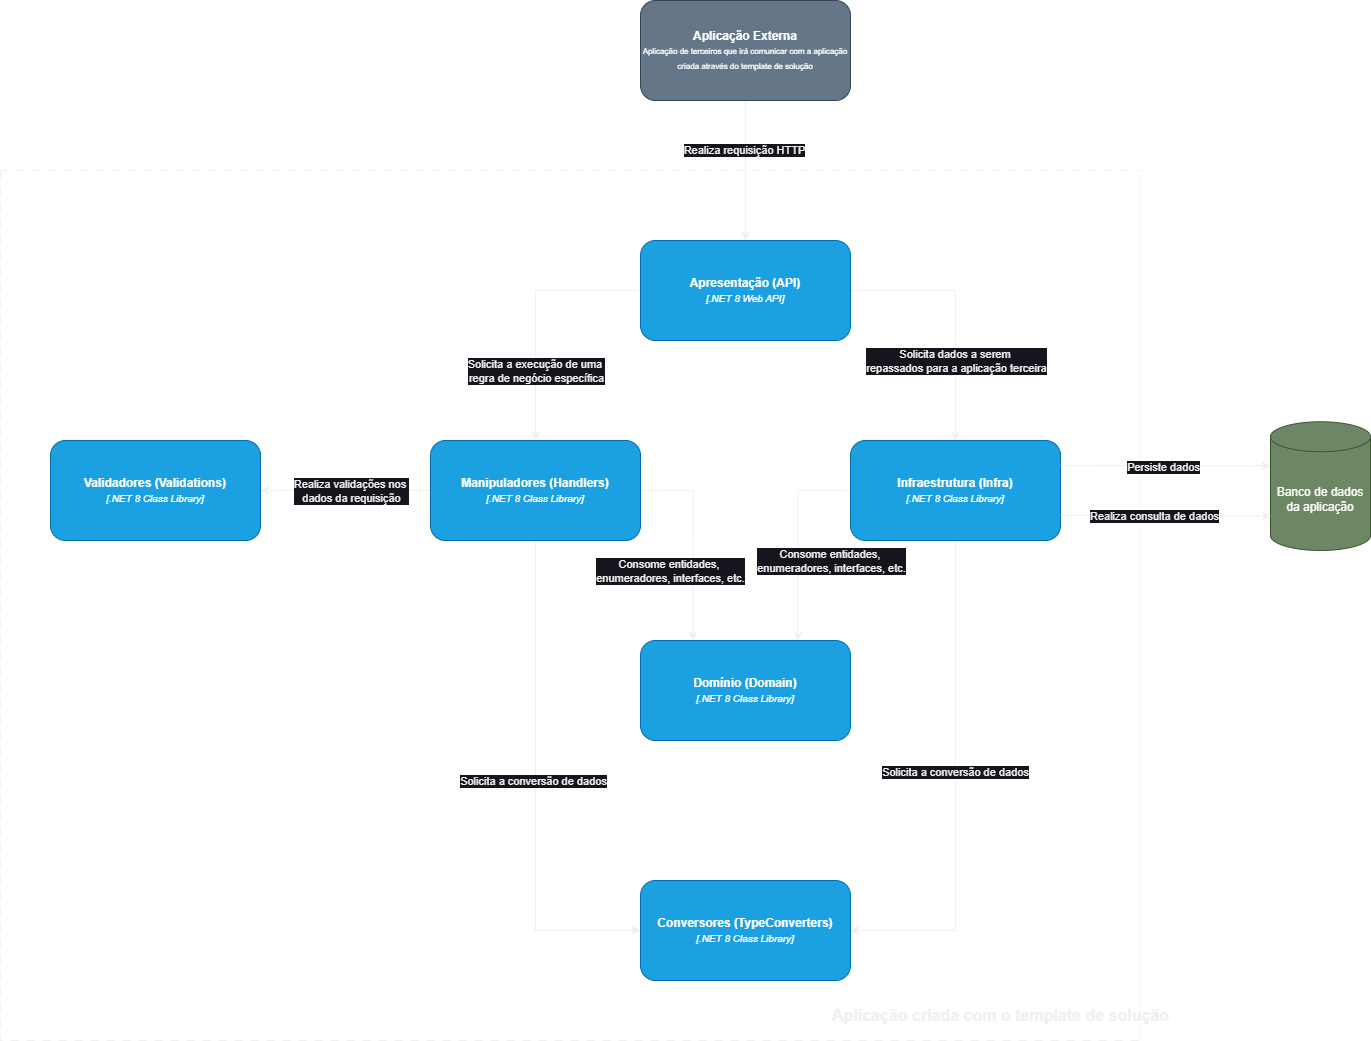 Aplicação Externa
Aplicação de terceiros que irá comunicar com a aplicação
criada através do template de solução
Realiza requisição HTTP
Apresentação (API)
[.NET 8 Web API]
Solicita a execução de uma
regra de negócio específica
Solicita dados a serem
repassados para a aplicação terceira
Validadores (Validations)
[.NET 8 Class Library]
Realiza validações nos
dados da requisição
Manipuladores (Handlers)
[.NET 8 Class Library]
Infraestrutura (Infra)
[.NET 8 Class Library]
Persiste dados
Realiza consulta de dados
Banco de dados
da aplicação
Consome entidades,
enumeradores, interfaces, etc.
Consome entidades,
enumeradores, interfaces, etc.
Domínio (Domain)
[.NET 8 Class Library]
Solicita a conversão de dados
Solicita a conversão de dados
Conversores (TypeConverters)
[.NET 8 Class Library]
Aplicação criada com o template de solução